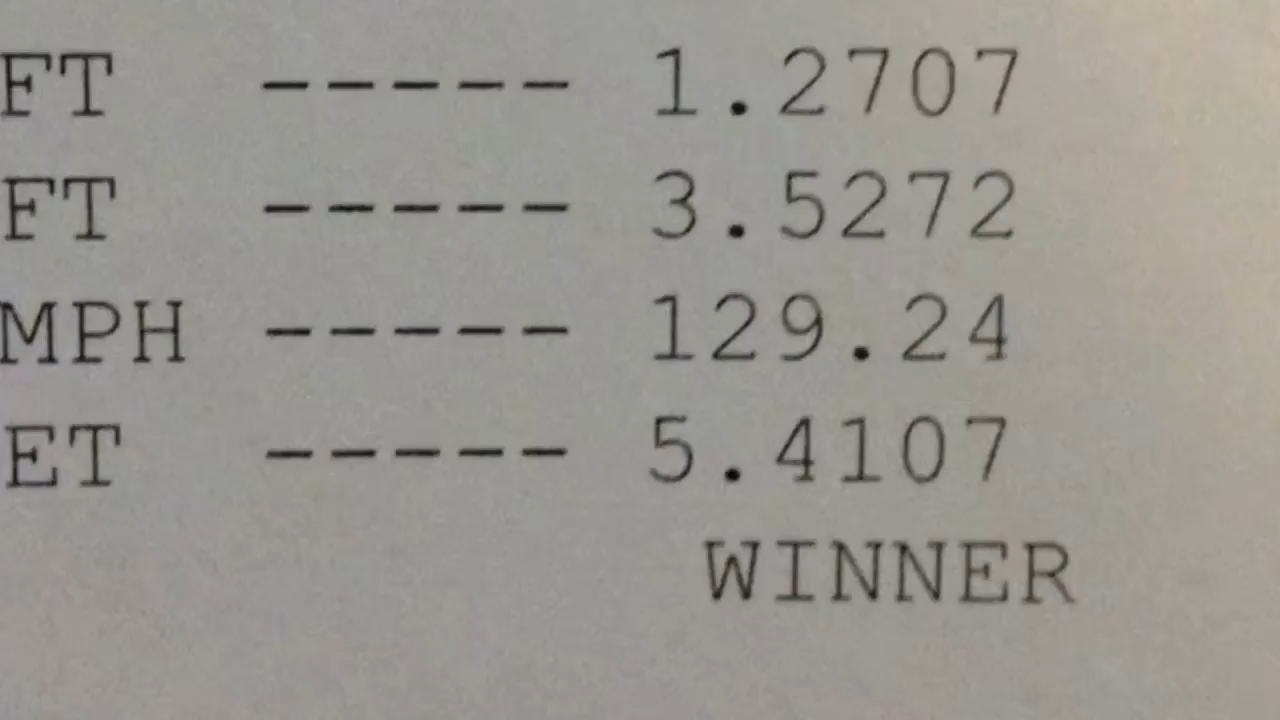 FT ----- 1.2707
FT ----- 3.5272
MPH ----- 129.24
ET ----- 5.4107
WINNER